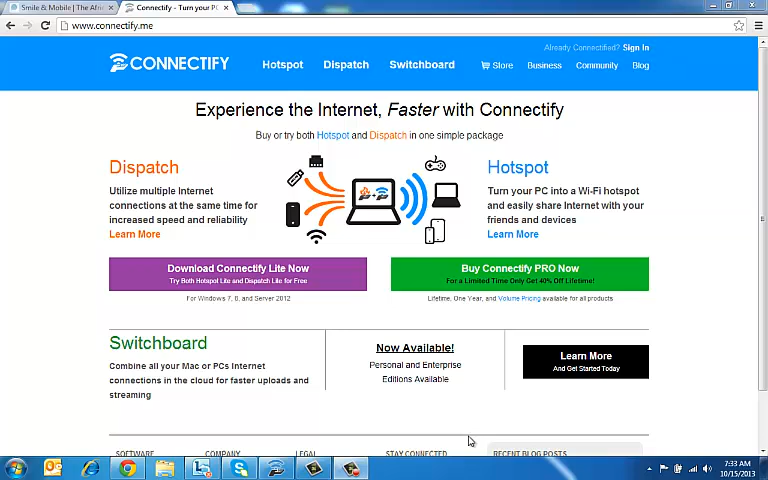 Smile & Mobile | The Afri
Connectify - Turn your PC
www.connectify.me
Already Connectified? Sign In
CONNECTIFY
Hotspot
Dispatch
Switchboard
Store
Business
Community
Blog
Experience the Internet, Faster with Connectify
Buy or try both Hotspot and Dispatch in one simple package
Dispatch
Utilize multiple Internet
connections at the same time for
increased speed and reliability
Learn More
Hotspot
Turn your PC into a Wi-Fi hotspot
and easily share Internet with your
friends and devices
Learn More
Download Connectify Lite Now
Try Both Hotspot Lite and Dispatch Lite for Free
For Windows 7, 8, and Server 2012
Buy Connectify PRO Now
For a Limited Time Only Get 40% Off Lifetime!
Lifetime, One Year, and Volume Pricing available for all products
Switchboard
Combine all your Mac or PCs Internet
connections in the cloud for faster uploads and
streaming
Now Available!
Personal and Enterprise
Editions Available
Learn More
And Get Started Today
SOFTWARE
COMPANY
LEGAL
STAY CONNECTED
RECENT BLOG POSTS
7:33 AM
10/15/2013